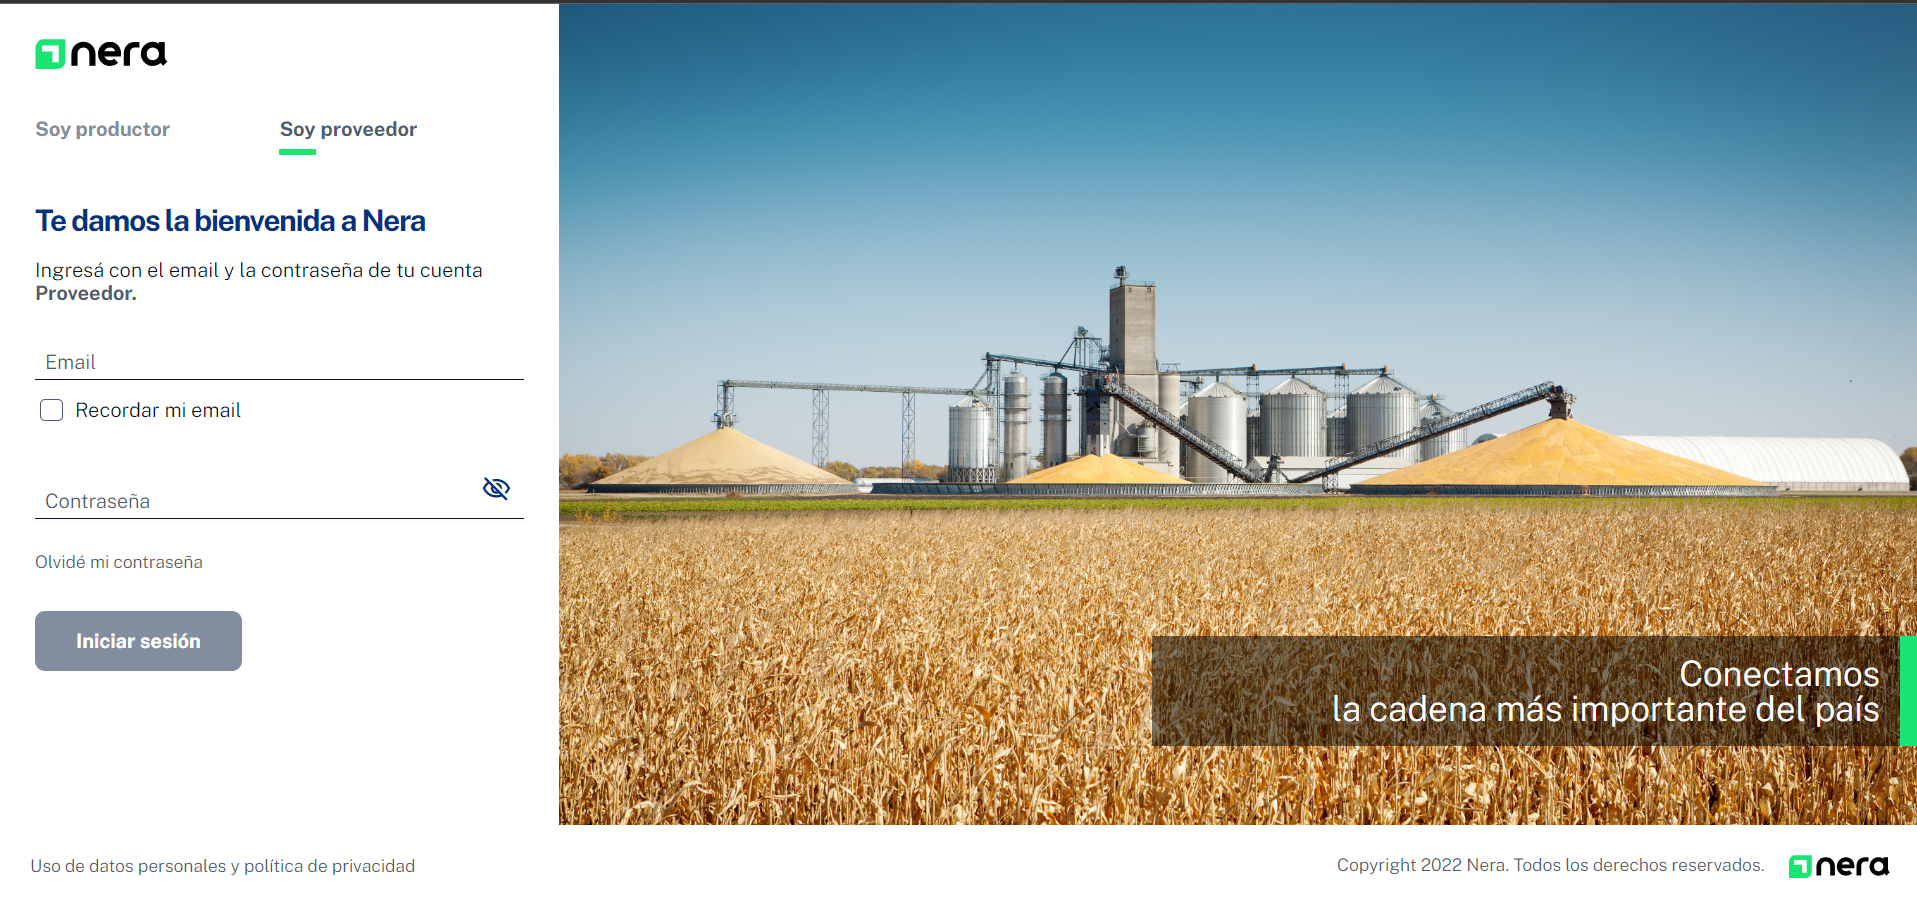 nera
Soy productor
Soy proveedor
Te damos la bienvenida a Nera
Ingresá con el email y la contraseña de tu cuenta
Proveedor.
Email
Recordar mi email
Contraseña
Olvidé mi contraseña
Iniciar sesión
Conectamos
la cadena más importante del país
Uso de datos personales y política de privacidad
Copyright 2022 Nera. Todos los derechos reservados.
nera